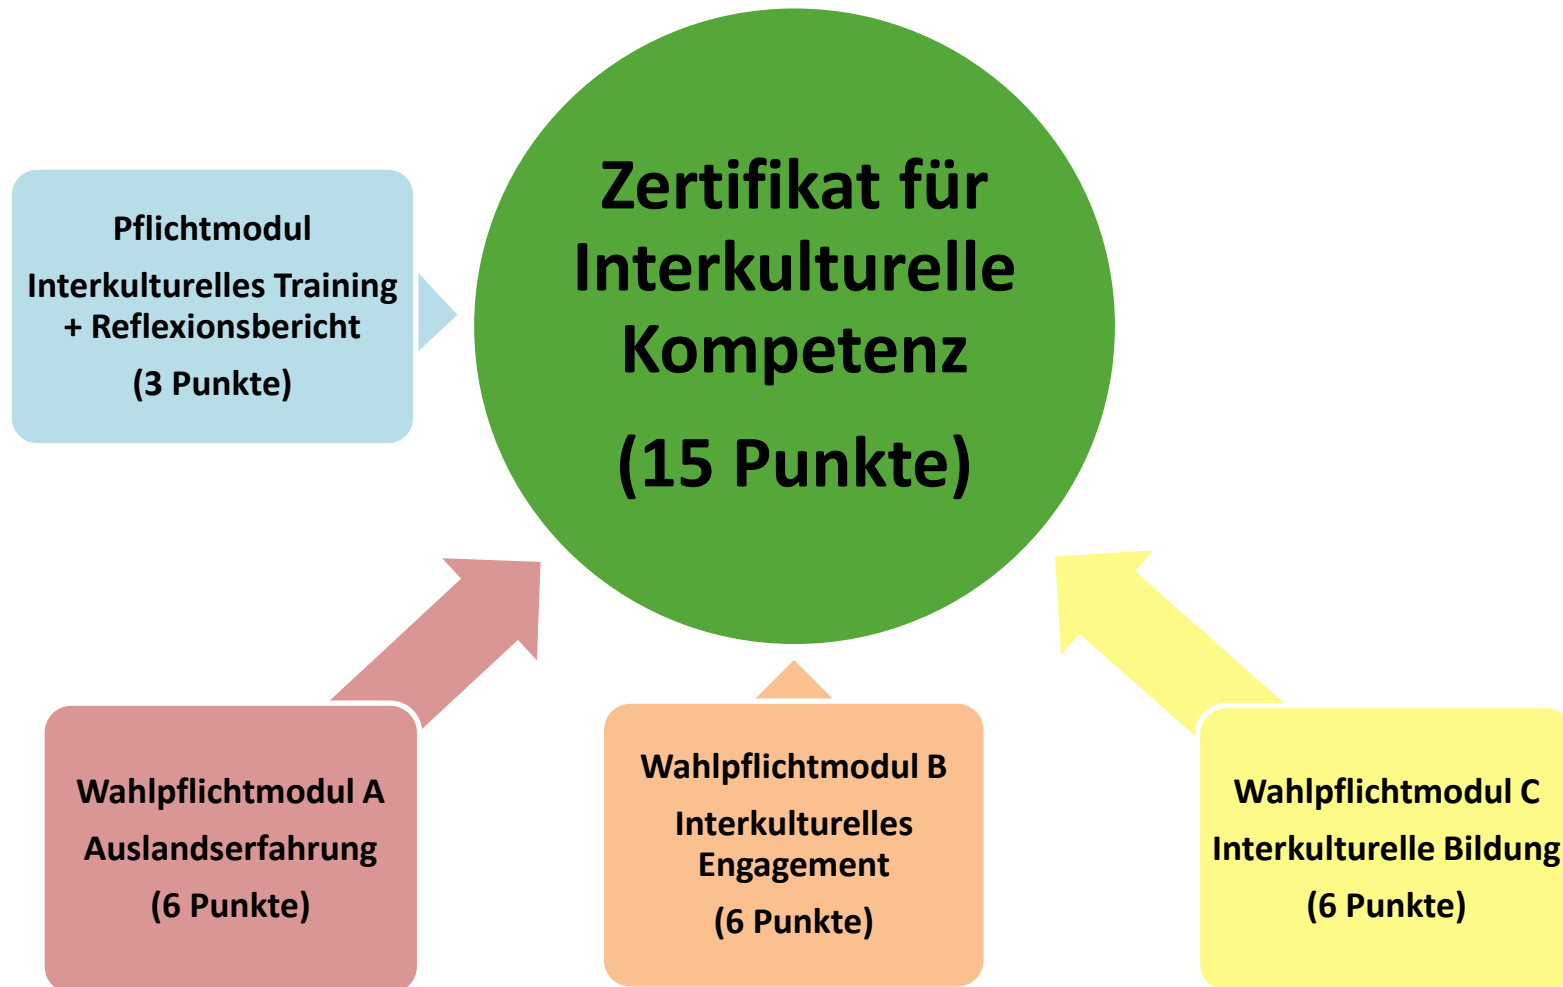 Zertifikat für
Interkulturelle
Kompetenz
(15 Punkte)
Pflichtmodul
Interkulturelles Training
+ Reflexionsbericht
(3 Punkte)
Wahlpflichtmodul A
Auslandserfahrung
(6 Punkte)
Wahlpflichtmodul B
Interkulturelles
Engagement
(6 Punkte)
Wahlpflichtmodul C
Interkulturelle Bildung
(6 Punkte)